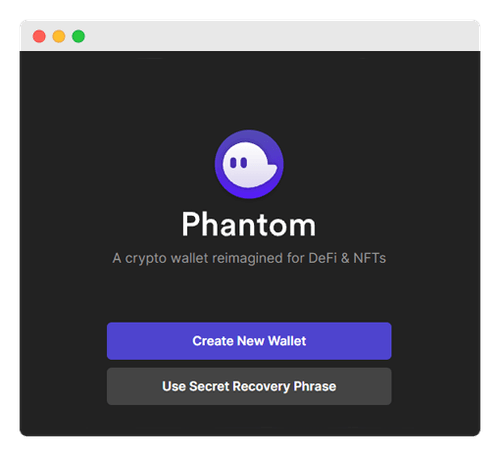 Phantom
A crypto wallet reimagined for DeFi & NFTs
Create New Wallet
Use Secret Recovery Phrase